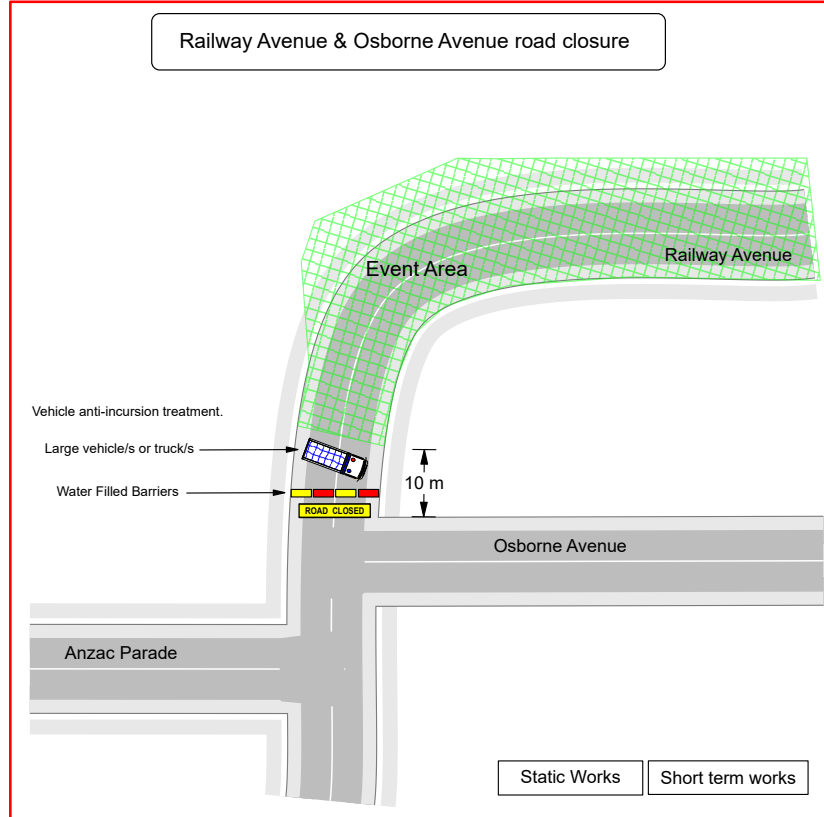 Railway Avenue & Osborne Avenue road closure
Railway Avenue
Event Area
Vehicle anti-incursion treatment.
Large vehicle/s or truck/s
10 m
Water Filled Barriers
ROAD CLOSED
Osborne Avenue
Anzac Parade
Static Works
Short term works